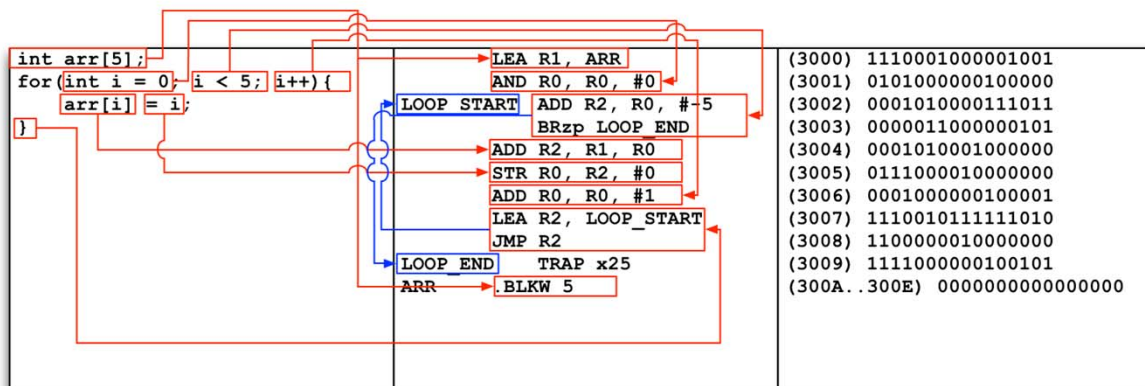 int arr[5];
for(int i = 0; i < 5; i++){
arr[i] = i;
}
LEA R1, ARR
AND R0, R0, #0
LOOP START ADD R2, R0, #-5
BRzp LOOP_END
ADD R2, R1, R0
STR R0, R2, #0
ADD R0, R0, #1
LEA R2, LOOP_START
JMP R2
LOOP_END TRAP x25
ARR .BLKW 5
(3000) 1110001000001001
(3001) 0101000000100000
(3002) 0001010000111011
(3003) 0000011000000101
(3004) 0001010001000000
(3005) 0111000010000000
(3006) 0001000000100001
(3007) 1110010111111010
(3008) 1100000010000000
(3009) 1111000000100101
(300A..300E) 0000000000000000